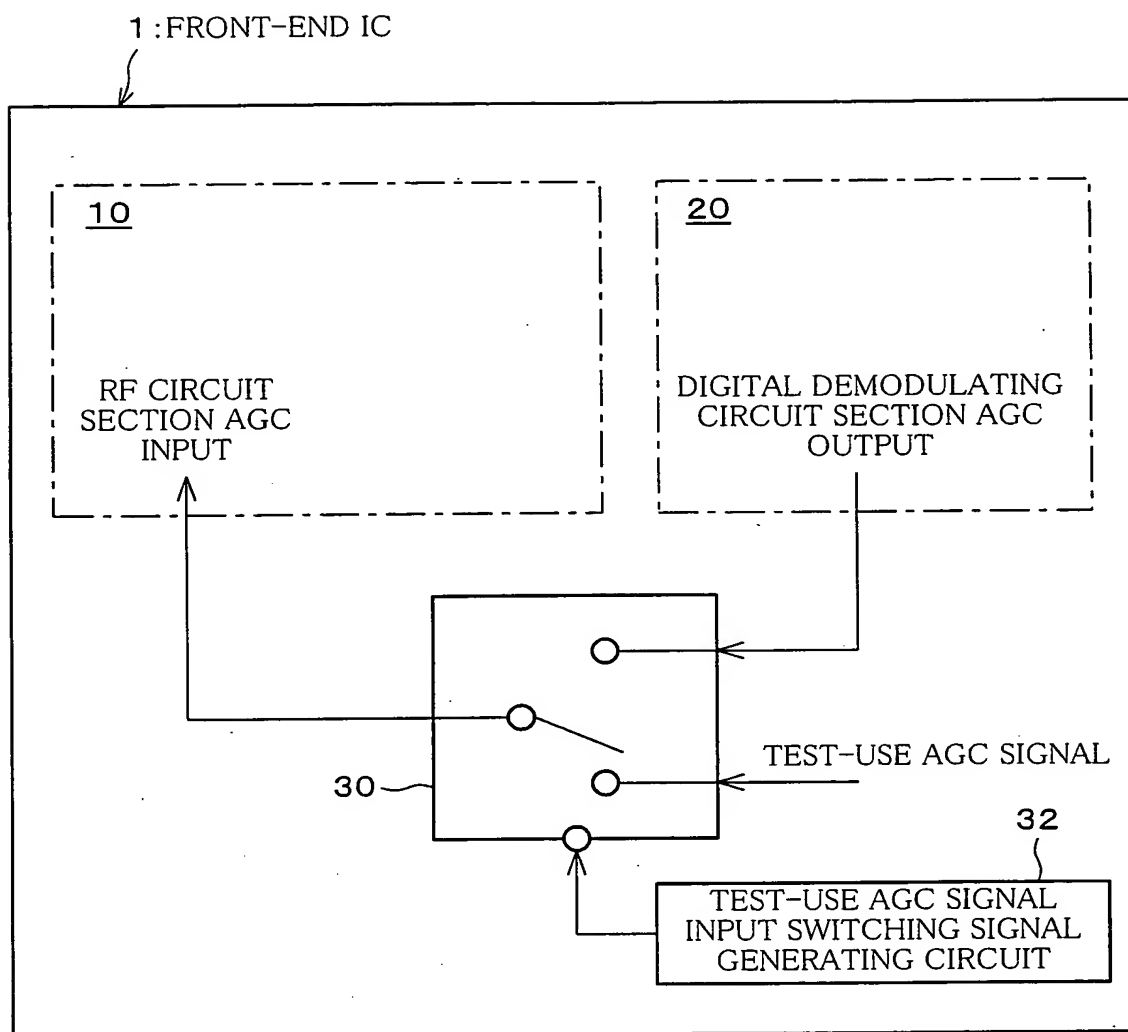 1 :FRONT-END IC
10
20
RF CIRCUIT
SECTION AGC
INPUT
DIGITAL DEMODULATING
CIRCUIT SECTION AGC
OUTPUT
TEST-USE AGC SIGNAL
30
32
TEST-USE AGC SIGNAL
INPUT SWITCHING SIGNAL
GENERATING CIRCUIT